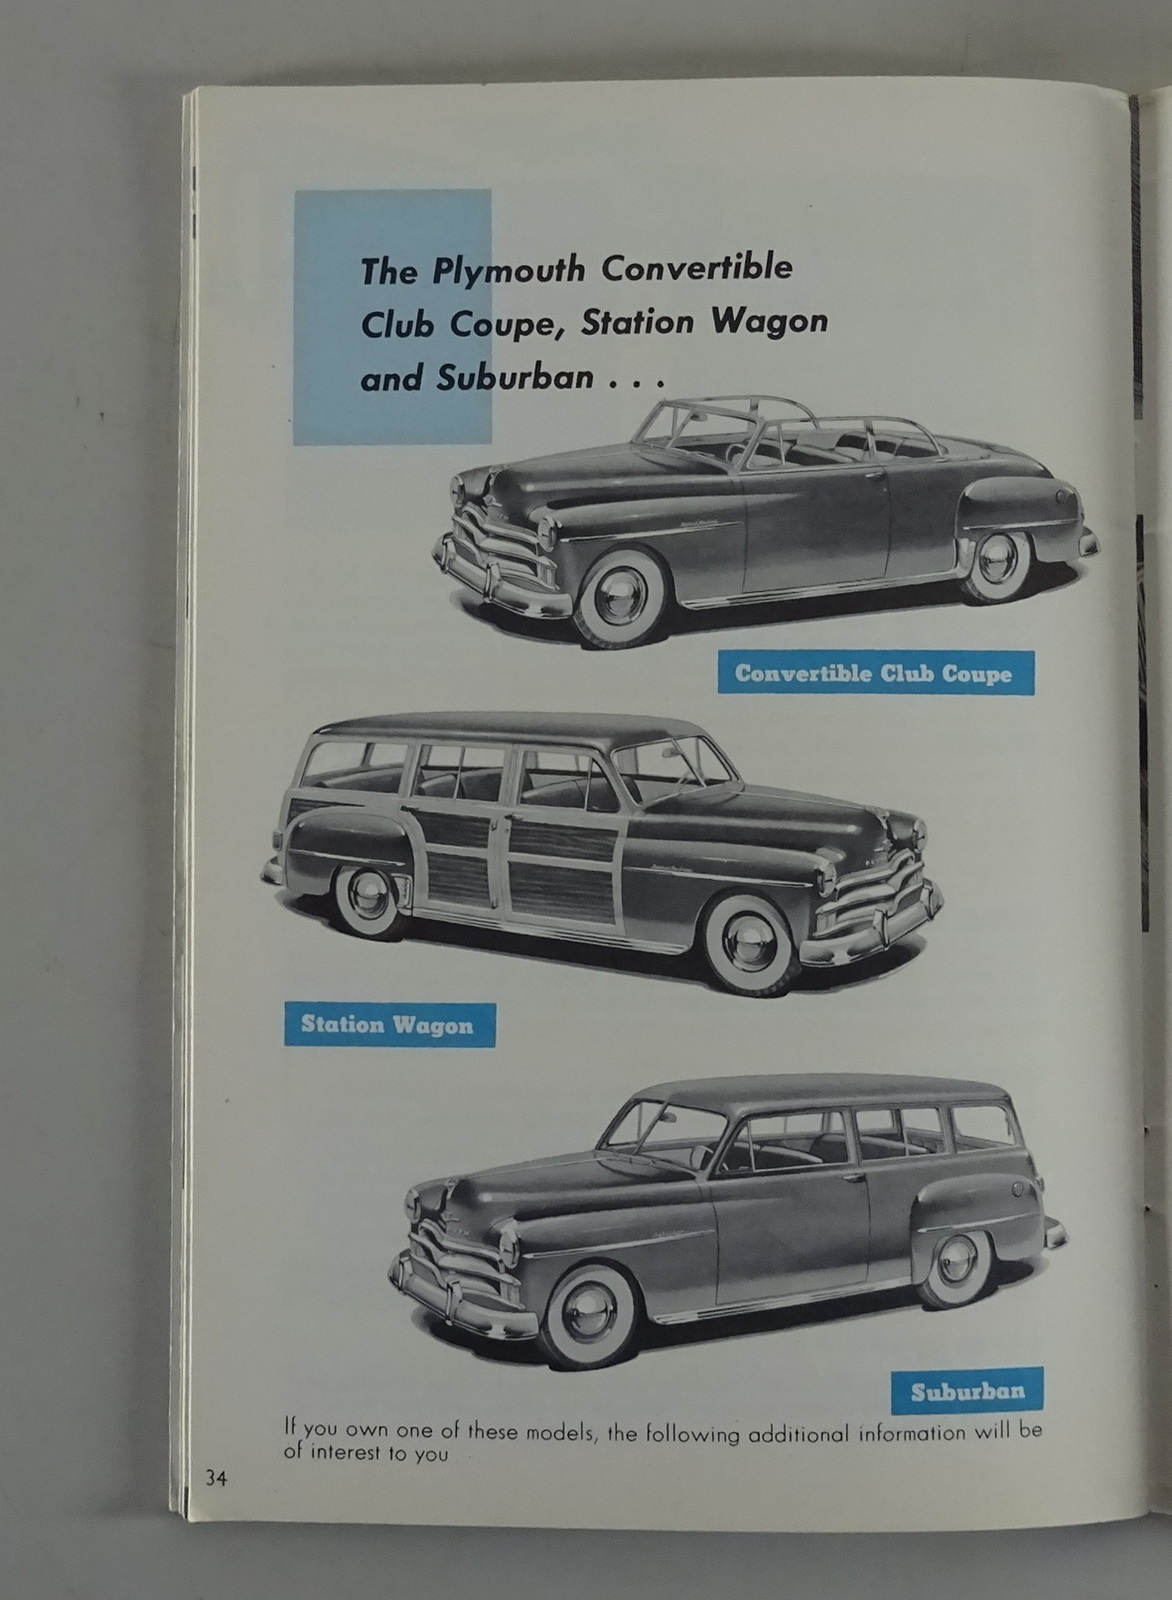 The Plymouth Convertible
Club Coupe, Station Wagon
and Suburban . . .
Convertible Club Coupe
Station Wagon
Suburban
If you own one of these models, the following additional information will be
of interest to you
34